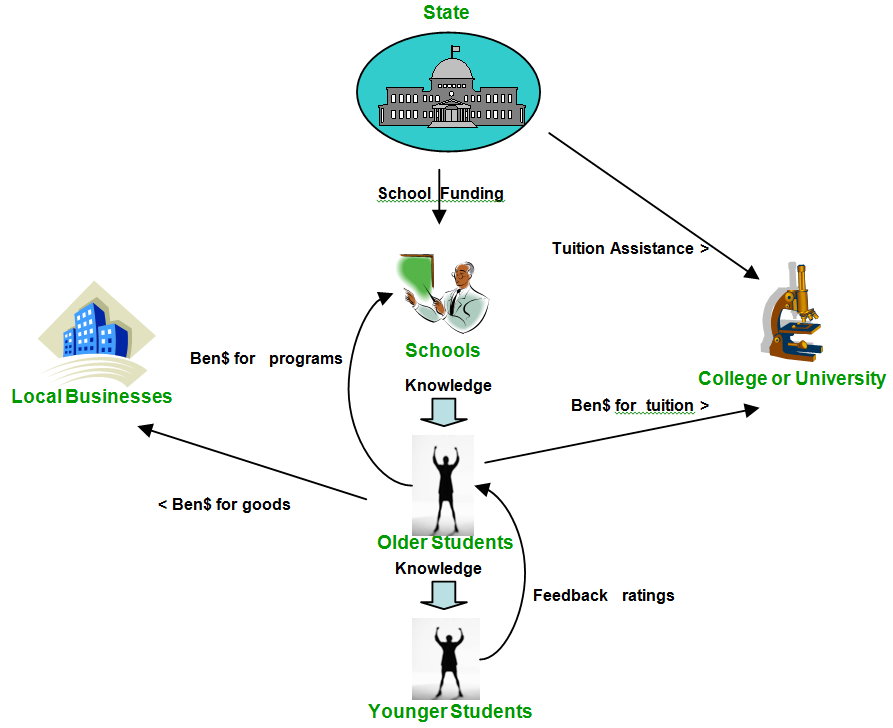 State
School Funding
Tuition Assistance >
Ben$ for programs
Schools
College or University
Local Businesses
Knowledge
Ben$ for tuition >
< Ben$ for goods
Older Students
Knowledge
Feedback ratings
Younger Students